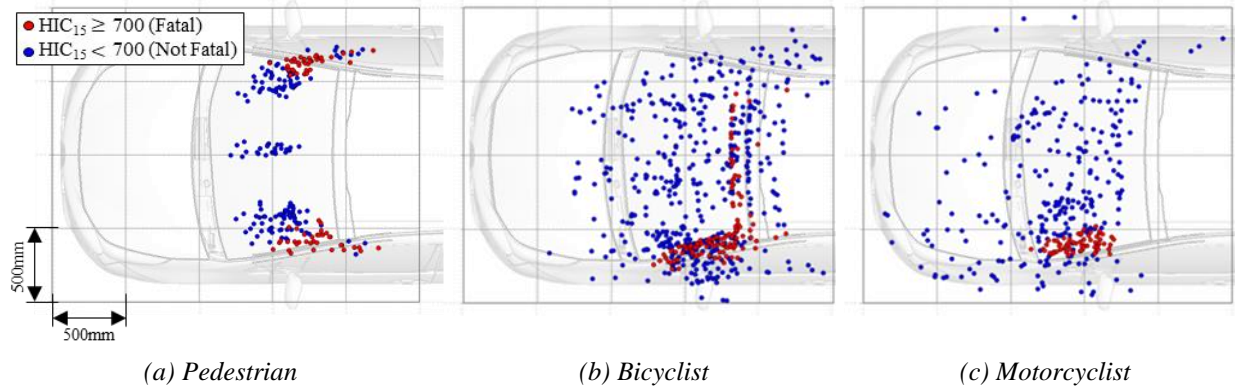 HIC₁₅ ≥ 700 (Fatal)
HIC₁₅ < 700 (Not Fatal)
500mm
500mm
(a) Pedestrian
(b) Bicyclist
(c) Motorcyclist